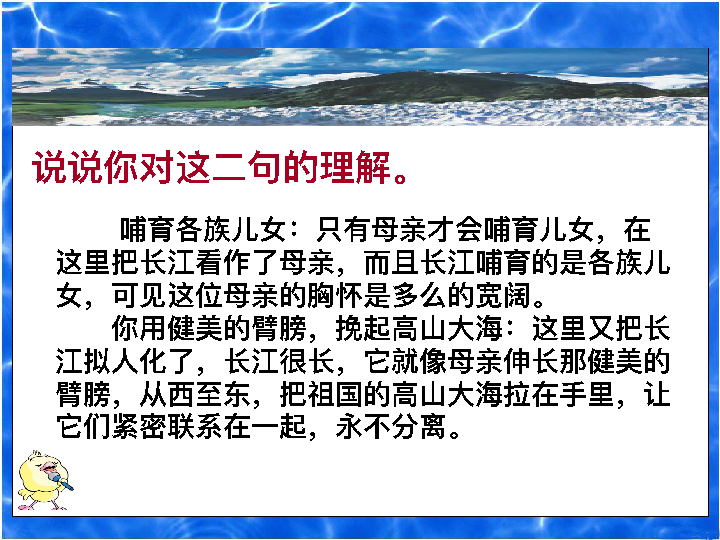 说说你对这二句的理解。
哺育各族儿女：只有母亲才会哺育儿女，在
这里把长江看作了母亲，而且长江哺育的是各族儿
女，可见这位母亲的胸怀是多么的宽阔。
你用健美的臂膀，挽起高山大海：这里又把长
江拟人化了，长江很长，它就像母亲伸长那健美的
臂膀，从西至东，把祖国的高山大海拉在手里，让
它们紧密联系在一起，永不分离。